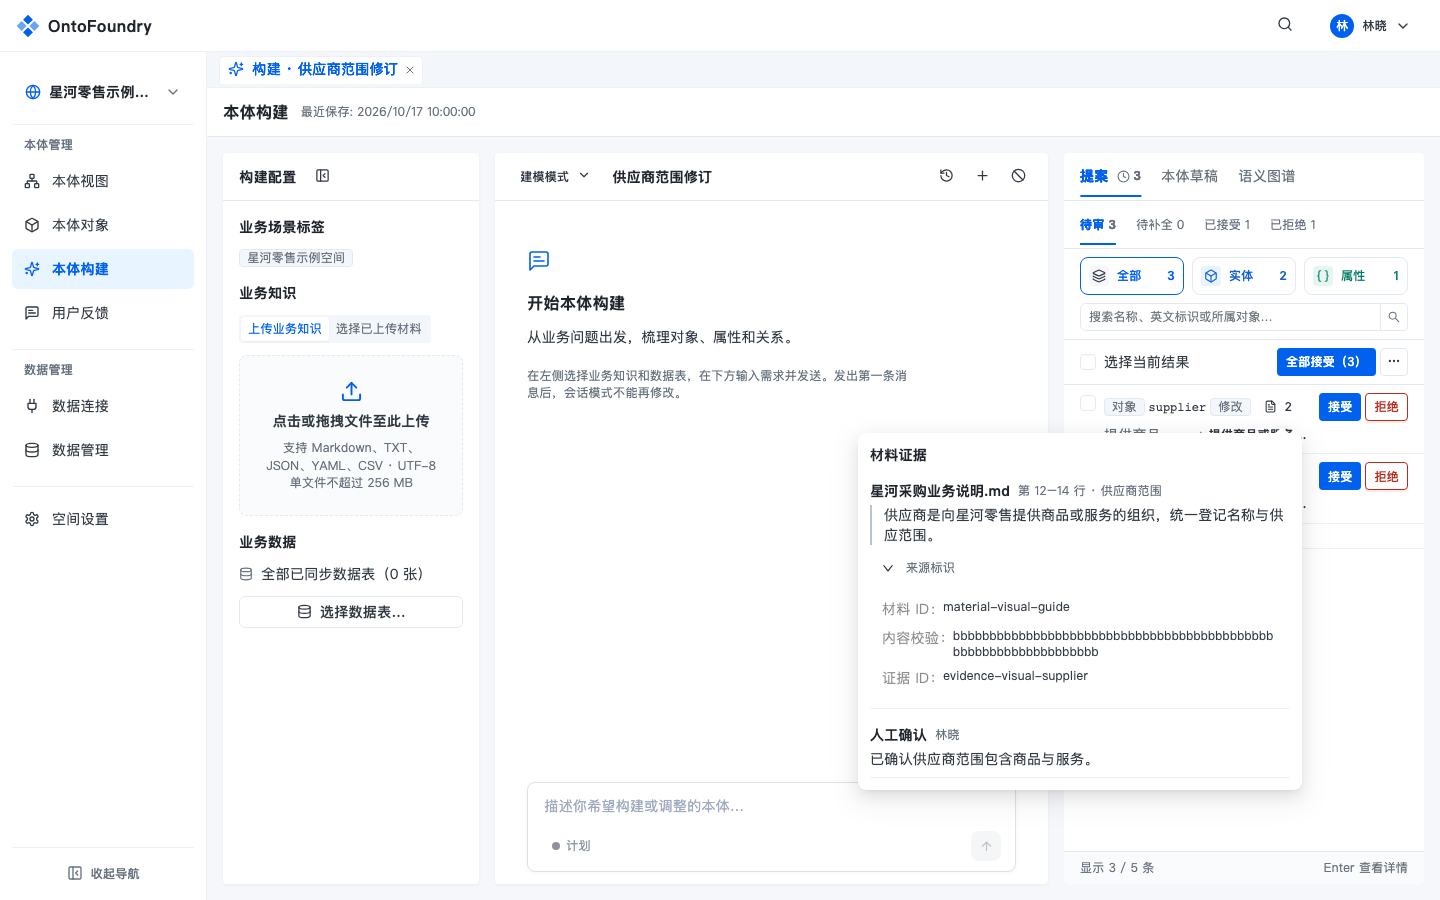 OntoFoundry
林 林晓
星河零售示例...
本体管理
本体视图
本体对象
本体构建
用户反馈
数据管理
数据连接
数据管理
空间设置
收起导航
构建 · 供应商范围修订
本体构建 最近保存: 2026/10/17 10:00:00
构建配置
业务场景标签
星河零售示例空间
业务知识
上传业务知识 选择已上传材料
点击或拖拽文件至此上传
支持 Markdown、TXT、
JSON、YAML、CSV · UTF-8
单文件不超过 256 MB
业务数据
全部已同步数据表（0 张）
选择数据表...
建模模式 供应商范围修订
开始本体构建
从业务问题出发，梳理对象、属性和关系。
在左侧选择业务知识和数据表，在下方输入需求并发送。发出第一条消
息后，会话模式不能再修改。
描述你希望构建或调整的本体...
计划
提案 3 本体草稿 语义图谱
待审 3 待补全 0 已接受 1 已拒绝 1
全部 3 实体 2 属性 1
搜索名称、英文标识或所属对象...
选择当前结果 全部接受（3） ...
对象 supplier 修改 2 接受 拒绝
接受 拒绝
材料证据
星河采购业务说明.md 第 12–14 行 · 供应商范围
供应商是向星河零售提供商品或服务的组织，统一登记名称与供
应范围。
来源标识
材料 ID： material-visual-guide
内容校验： bbbbbbbbbbbbbbbbbbbbbbbbbbbbbbbbbbbbbbbbbbbb
bbbbbbbbbbbbbbbbbbbb
证据 ID： evidence-visual-supplier
人工确认 林晓
已确认供应商范围包含商品与服务。
显示 3 / 5 条 Enter 查看详情